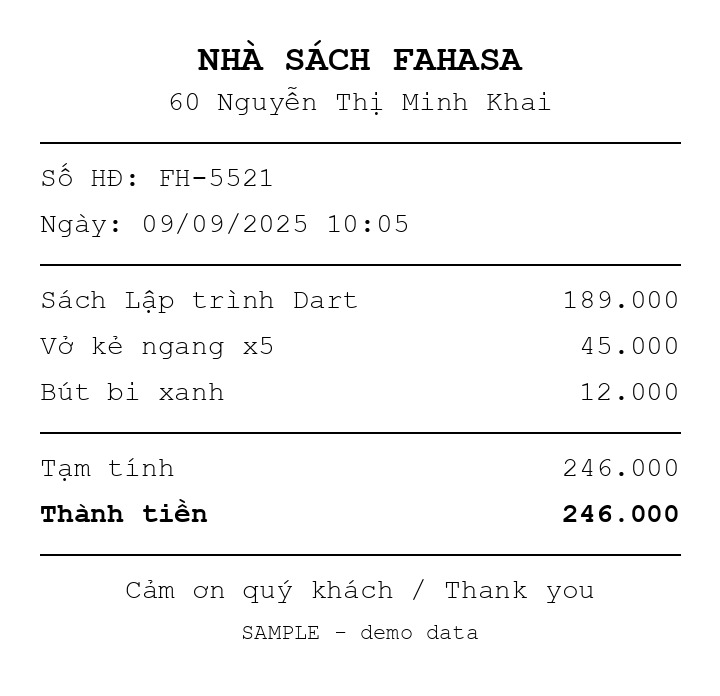 NHÀ SÁCH FAHASA
60 Nguyễn Thị Minh Khai
Số HĐ: FH-5521
Ngày: 09/09/2025 10:05
Sách Lập trình Dart 189.000
Vở kẻ ngang x5 45.000
Bút bi xanh 12.000
Tạm tính 246.000
Thành tiền 246.000
Cảm ơn quý khách / Thank you
SAMPLE - demo data